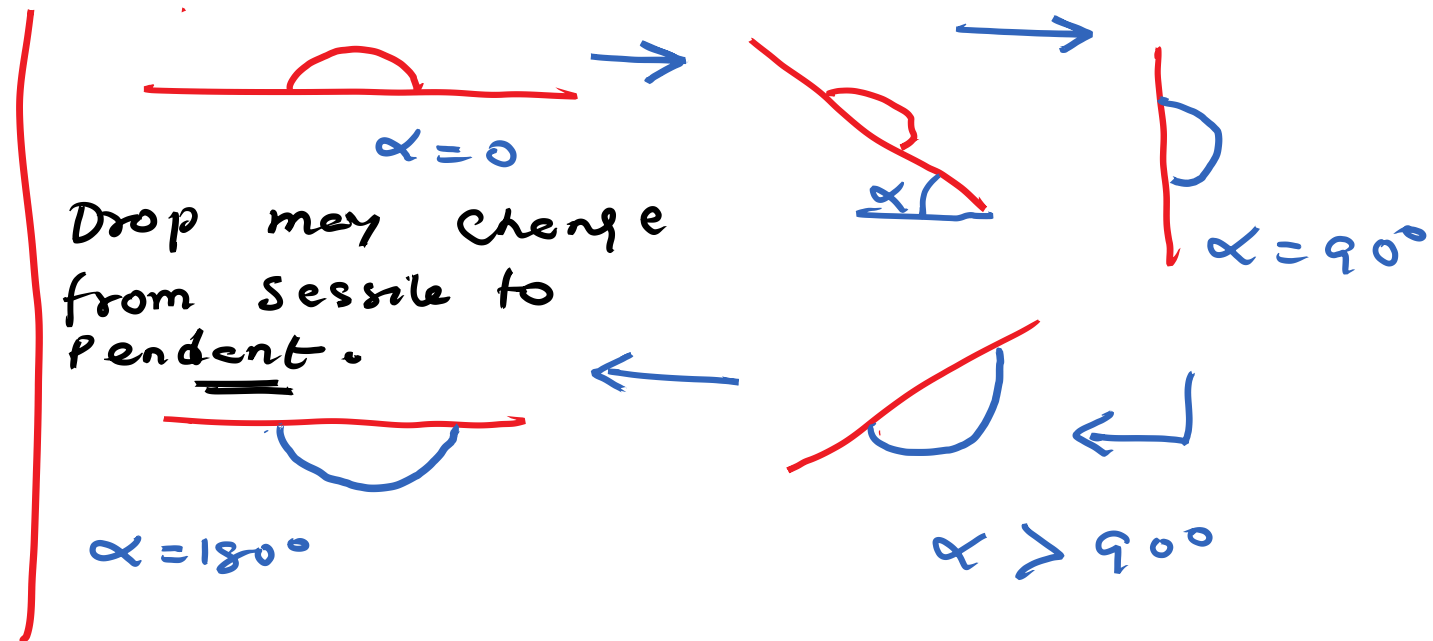 α = 0
α
α = 90°
Drop may change
from sessile to
Pendent.
α = 180°
α > 90°